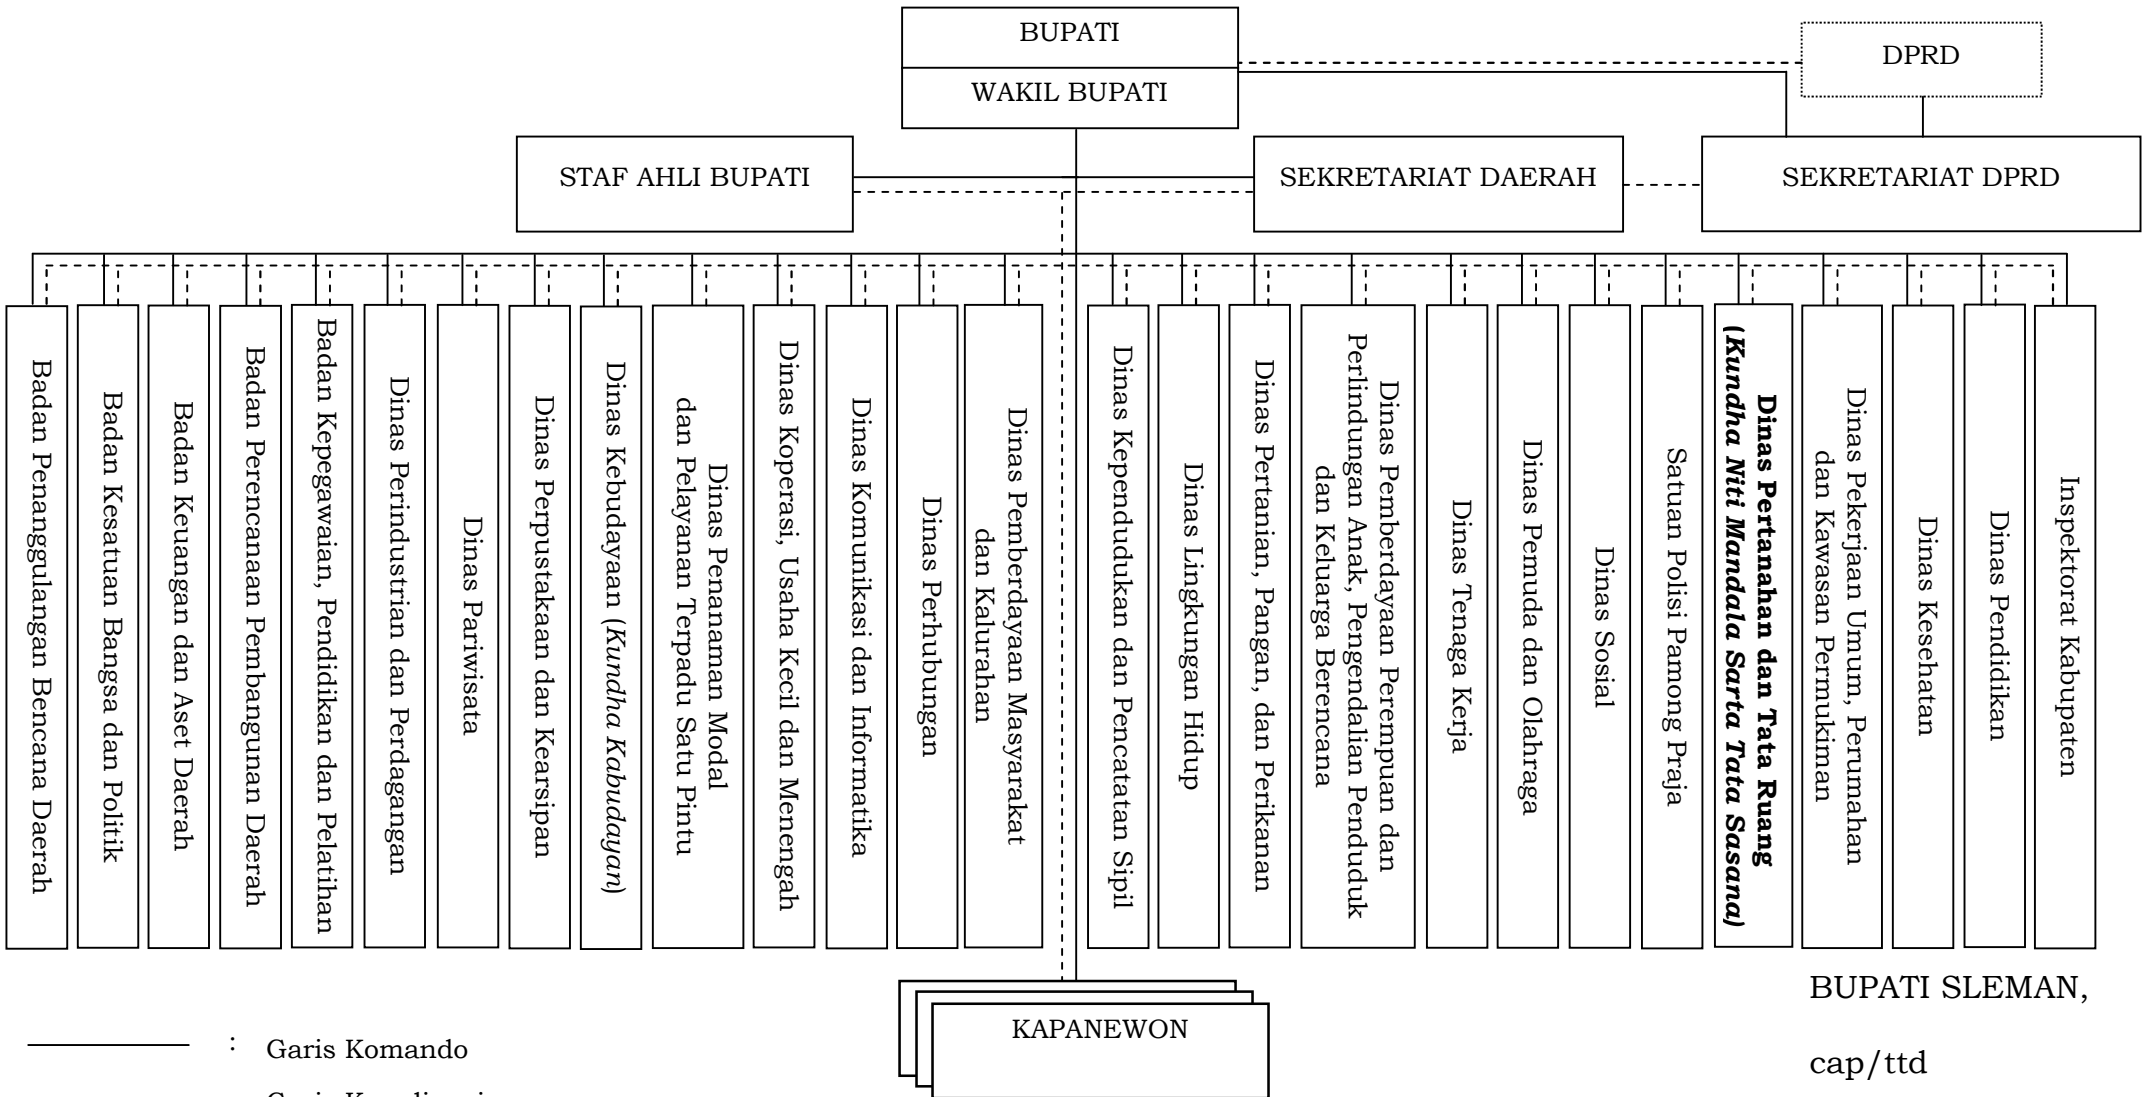 BUPATI
WAKIL BUPATI
DPRD
STAF AHLI BUPATI
SEKRETARIAT DAERAH
SEKRETARIAT DPRD
Badan Penanggulangan Bencana Daerah
Badan Kesatuan Bangsa dan Politik
Badan Keuangan dan Aset Daerah
Badan Perencanaan Pembangunan Daerah
Badan Kepegawaian, Pendidikan dan Pelatihan
Dinas Perindustrian dan Perdagangan
Dinas Pariwisata
Dinas Perpustakaan dan Kearsipan
Dinas Kebudayaan (Kundha Kabudayan)
Dinas Penanaman Modal
dan Pelayanan Terpadu Satu Pintu
Dinas Koperasi, Usaha Kecil dan Menengah
Dinas Komunikasi dan Informatika
Dinas Perhubungan
Dinas Pemberdayaan Masyarakat
dan Kalurahan
Dinas Kependudukan dan Pencatatan Sipil
Dinas Lingkungan Hidup
Dinas Pertanian, Pangan, dan Perikanan
Dinas Pemberdayaan Perempuan dan
Perlindungan Anak, Pengendalian Penduduk
dan Keluarga Berencana
Dinas Tenaga Kerja
Dinas Pemuda dan Olahraga
Dinas Sosial
Satuan Polisi Pamong Praja
Dinas Pertanahan dan Tata Ruang
(Kundha Niti Mandala Sarta Tata Sasana)
Dinas Pekerjaan Umum, Perumahan
dan Kawasan Permukiman
Dinas Kesehatan
Dinas Pendidikan
Inspektorat Kabupaten
KAPANEWON
BUPATI SLEMAN,
cap/ttd
: Garis Komando